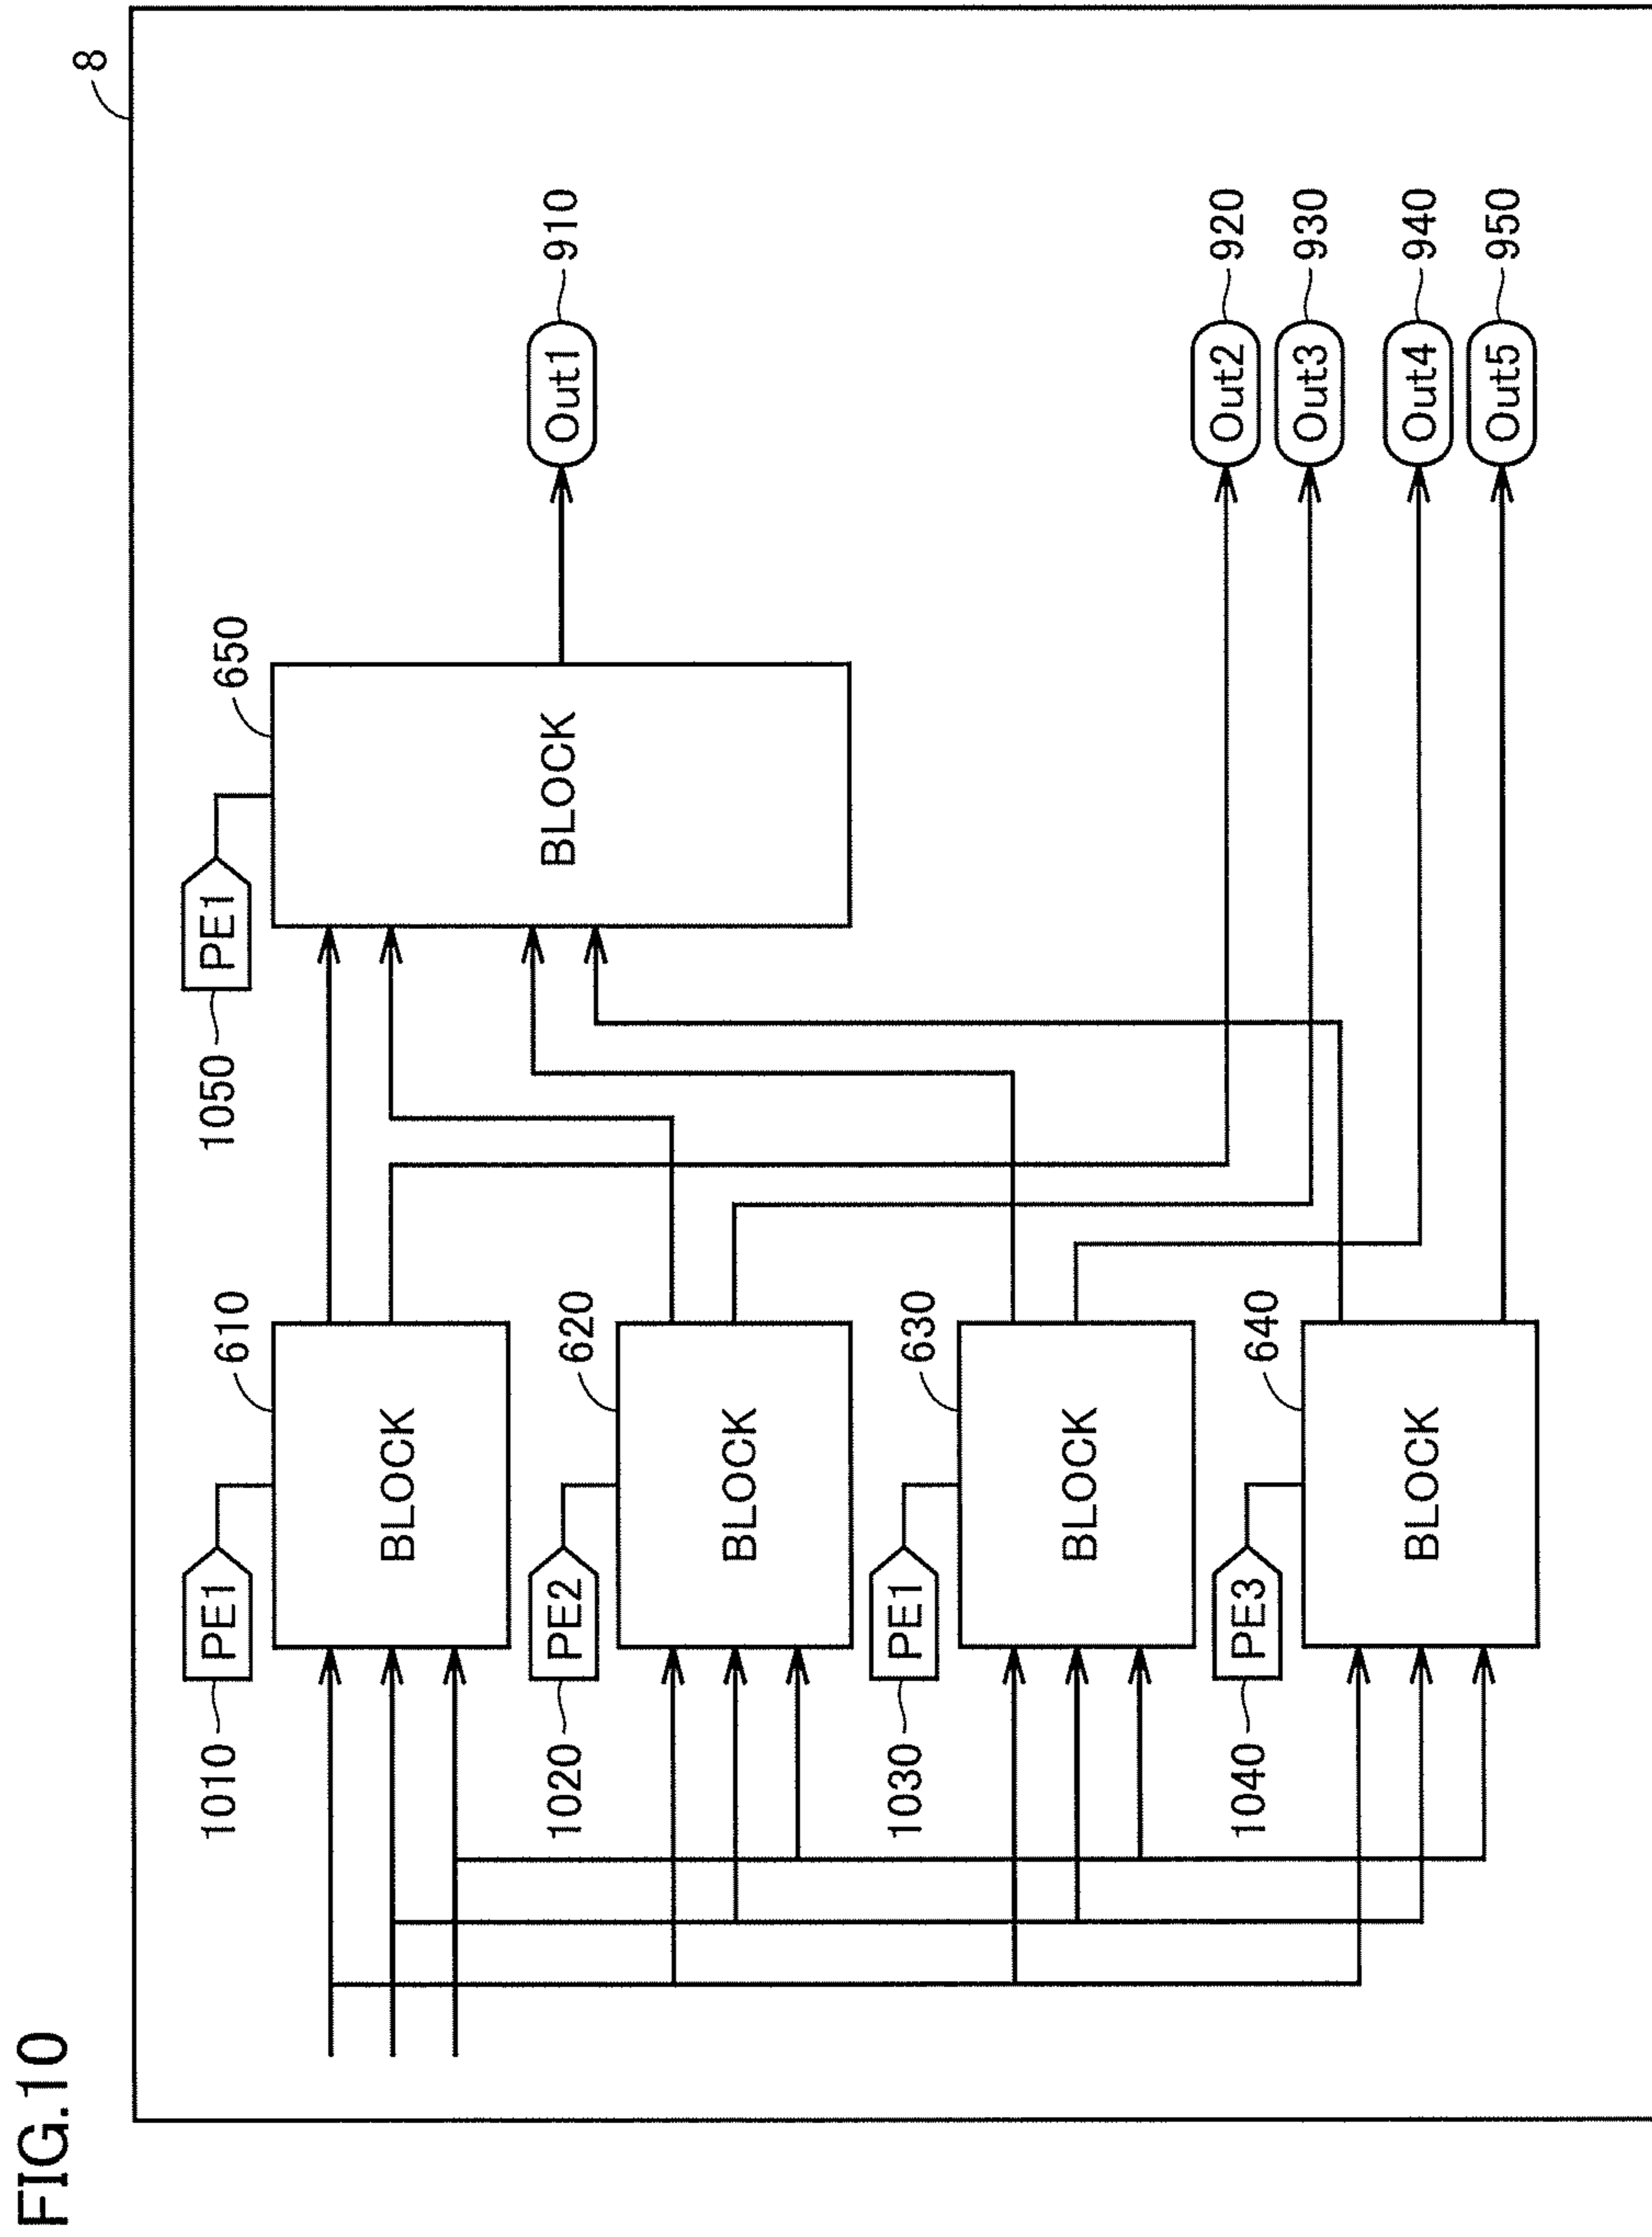 FIG.10
8
1010
PE1
610
BLOCK
1050
PE1
650
BLOCK
Out1
910
1020
PE2
620
BLOCK
1030
PE1
630
BLOCK
1040
PE3
640
BLOCK
Out2
920
Out3
930
Out4
940
Out5
950